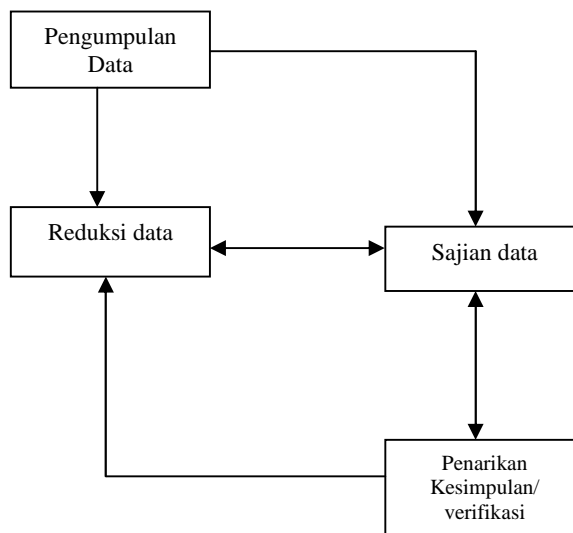 Pengumpulan
Data
Reduksi data
Sajian data
Penarikan
Kesimpulan/
verifikasi